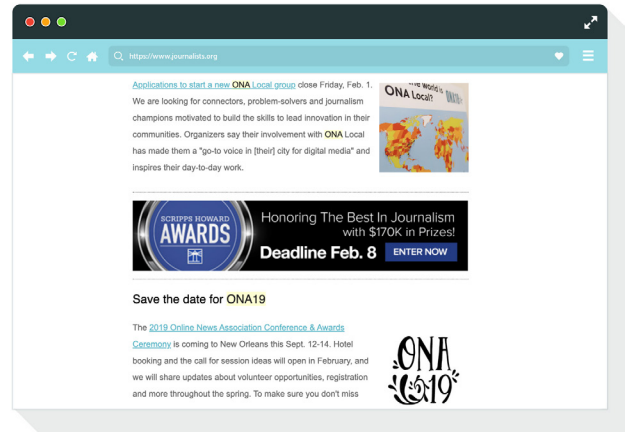 https://www.journalists.org
Applications to start a new ONA Local group close Friday, Feb. 1.
We are looking for connectors, problem-solvers and journalism
champions motivated to build the skills to lead innovation in their
communities. Organizers say their involvement with ONA Local
has made them a "go-to voice in [their] city for digital media" and
inspires their day-to-day work.
the World is
ONA Local?
SCRIPPS HOWARD
AWARDS
Honoring The Best In Journalism
with $170K in Prizes!
Deadline Feb. 8
ENTER NOW
Save the date for ONA19
The 2019 Online News Association Conference & Awards
Ceremony is coming to New Orleans this Sept. 12-14. Hotel
booking and the call for session ideas will open in February, and
we will share updates about volunteer opportunities, registration
and more throughout the spring. To make sure you don't miss
ONA
2019